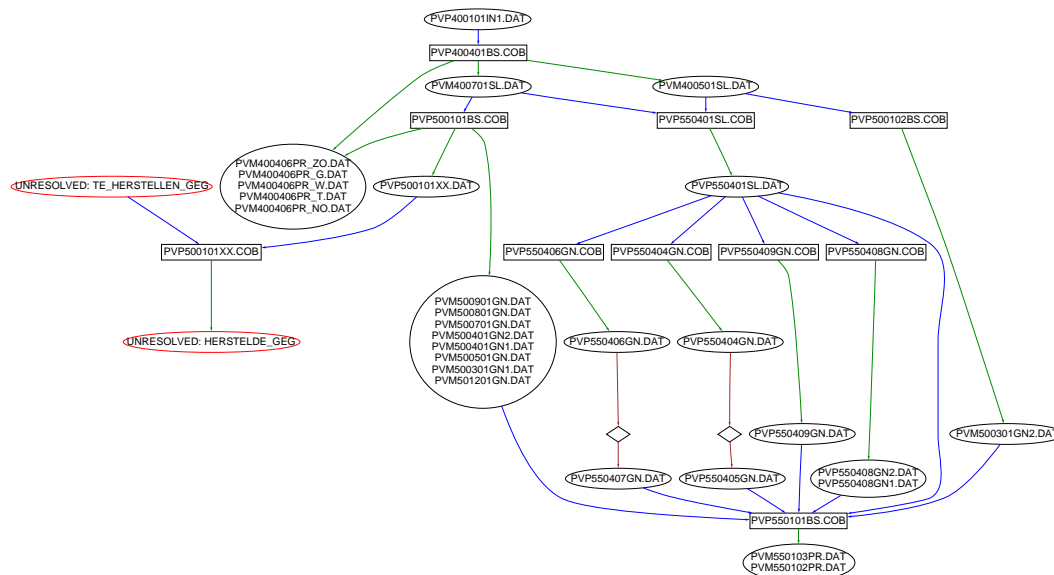 PVP400101IN1.DAT
PVP400401BS.COB
PVM400701SL.DAT
PVM400501SL.DAT
PVP500101BS.COB
PVP550401SL.COB
PVP500102BS.COB
PVM400406PR_ZO.DAT
PVM400406PR_G.DAT
PVM400406PR_W.DAT
PVM400406PR_T.DAT
PVM400406PR_NO.DAT
UNRESOLVED: TE_HERSTELLEN_GEG
PVP500101XX.DAT
PVP550401SL.DAT
PVP500101XX.COB
PVP550406GN.COB
PVP550404GN.COB
PVP550409GN.COB
PVP550408GN.COB
PVM500901GN.DAT
PVM500801GN.DAT
PVM500701GN.DAT
PVM500401GN2.DAT
PVM500401GN1.DAT
PVM500501GN.DAT
PVM500301GN1.DAT
PVM501201GN.DAT
UNRESOLVED: HERSTELDE_GEG
PVP550406GN.DAT
PVP550404GN.DAT
PVP550409GN.DAT
PVM500301GN2.DAT
PVP550407GN.DAT
PVP550405GN.DAT
PVP550408GN2.DAT
PVP550408GN1.DAT
PVP550101BS.COB
PVM550103PR.DAT
PVM550102PR.DAT